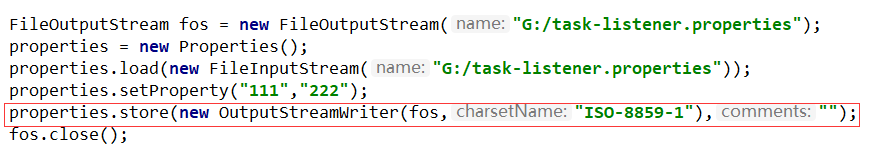 FileOutputStream fos = new FileOutputStream( name: "G:/task-listener.properties");
properties = new Properties();
properties.load(new FileInputStream( name: "G:/task-listener.properties"));
properties.setProperty("111","222");
properties.store(new OutputStreamWriter(fos, charsetName: "ISO-8859-1"), comments: "");
fos.close();